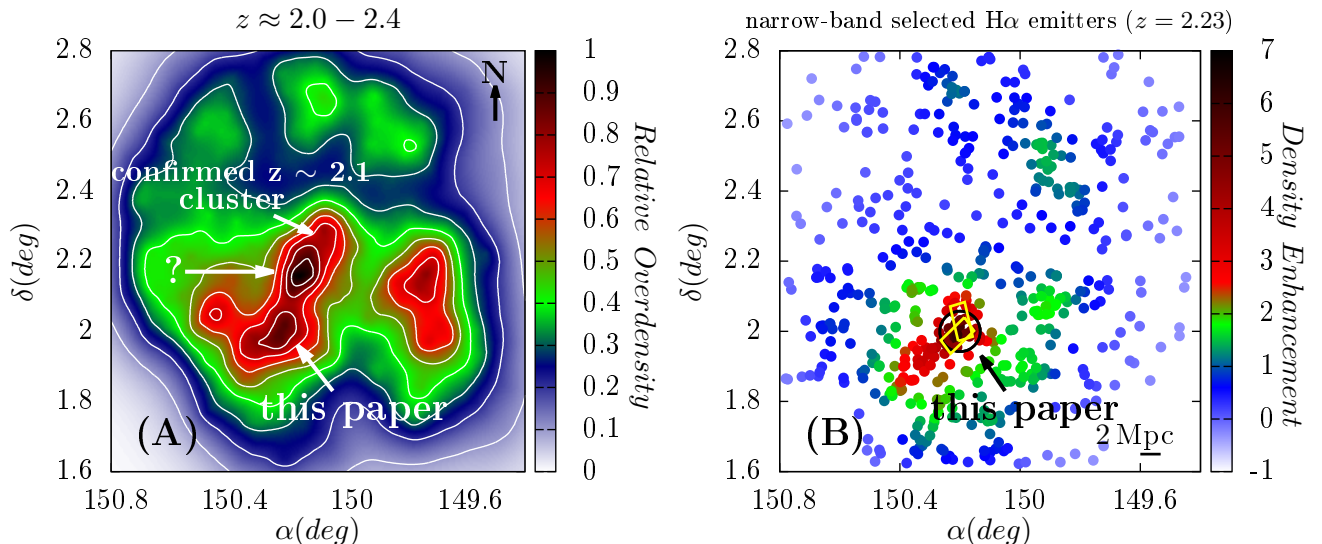 z ≈ 2.0 − 2.4
2.8
2.6
2.4
2.2
2
1.8
1.6
δ(deg)
150.8
150.4
150
149.6
α(deg)
N
confirmed z ∼ 2.1
cluster
?
this paper
(A)
1
0.9
0.8
0.7
0.6
0.5
0.4
0.3
0.2
0.1
0
Relative Overdensity
narrow-band selected Hα emitters (z = 2.23)
2.8
2.6
2.4
2.2
2
1.8
1.6
δ(deg)
150.8
150.4
150
149.6
α(deg)
this paper
(B)
2 Mpc
7
6
5
4
3
2
1
0
-1
Density Enhancement